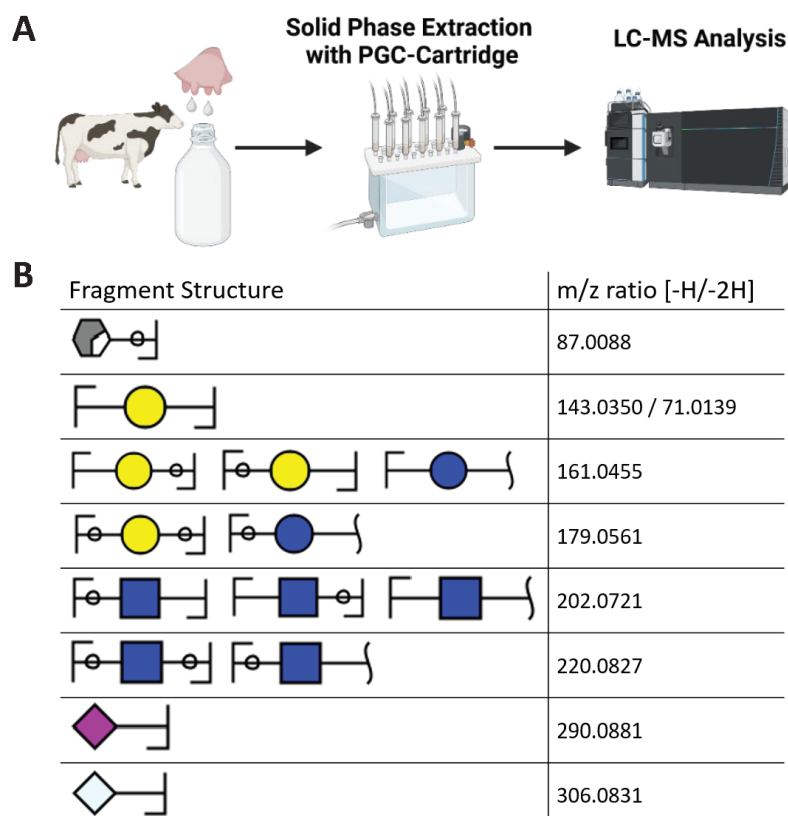 A
Solid Phase Extraction
with PGC-Cartridge
LC-MS Analysis
B
Fragment Structure
m/z ratio [-H/-2H]
87.0088
143.0350 / 71.0139
161.0455
179.0561
202.0721
220.0827
290.0881
306.0831